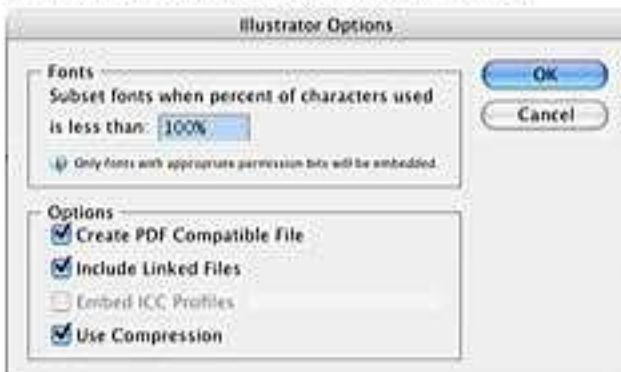 Illustrator Options
Fonts
Subset fonts when percent of characters used
is less than: 100%
Only fonts with appropriate permission bits will be embedded.
OK
Cancel
Options
Create PDF Compatible File
Include Linked Files
Embed ICC Profiles
Use Compression